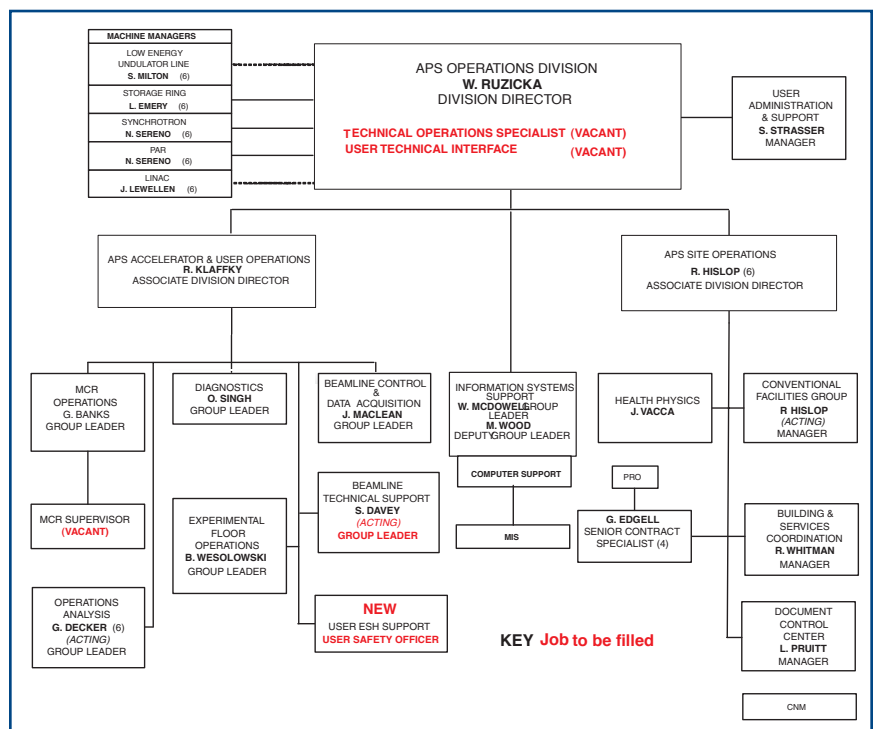 MACHINE MANAGERS
LOW ENERGY
UNDULATOR LINE
S. MILTON (6)
STORAGE RING
L. EMERY (6)
SYNCHROTRON
N. SERENO (6)
PAR
N. SERENO (6)
LINAC
J. LEWELLEN (6)
APS OPERATIONS DIVISION
W. RUZICKA
DIVISION DIRECTOR
TECHNICAL OPERATIONS SPECIALIST (VACANT)
USER TECHNICAL INTERFACE (VACANT)
USER
ADMINISTRATION
& SUPPORT
S. STRASSER
MANAGER
APS ACCELERATOR & USER OPERATIONS
R. KLAFFKY
ASSOCIATE DIVISION DIRECTOR
APS SITE OPERATIONS
R. HISLOP (6)
ASSOCIATE DIVISION DIRECTOR
MCR
OPERATIONS
G. BANKS
GROUP LEADER
DIAGNOSTICS
O. SINGH
GROUP LEADER
BEAMLINE CONTROL
&
DATA ACQUISITION
J. MACLEAN
GROUP LEADER
INFORMATION SYSTEMS
SUPPORT
W. MCDOWELL GROUP
LEADER
M. WOOD
DEPUTY GROUP LEADER
HEALTH PHYSICS
J. VACCA
CONVENTIONAL
FACILITIES GROUP
R HISLOP
(ACTING)
MANAGER
COMPUTER SUPPORT
MIS
PRO
G. EDGELL
SENIOR CONTRACT
SPECIALIST (4)
BUILDING &
SERVICES
COORDINATION
R. WHITMAN
MANAGER
MCR SUPERVISOR
(VACANT)
EXPERIMENTAL
FLOOR
OPERATIONS
B. WESOLOWSKI
GROUP LEADER
BEAMLINE
TECHNICAL SUPPORT
S. DAVEY
(ACTING)
GROUP LEADER
OPERATIONS
ANALYSIS
G. DECKER (6)
(ACTING)
GROUP LEADER
NEW
USER ESH SUPPORT
USER SAFETY OFFICER
KEY Job to be filled
DOCUMENT
CONTROL
CENTER
L. PRUITT
MANAGER
CNM